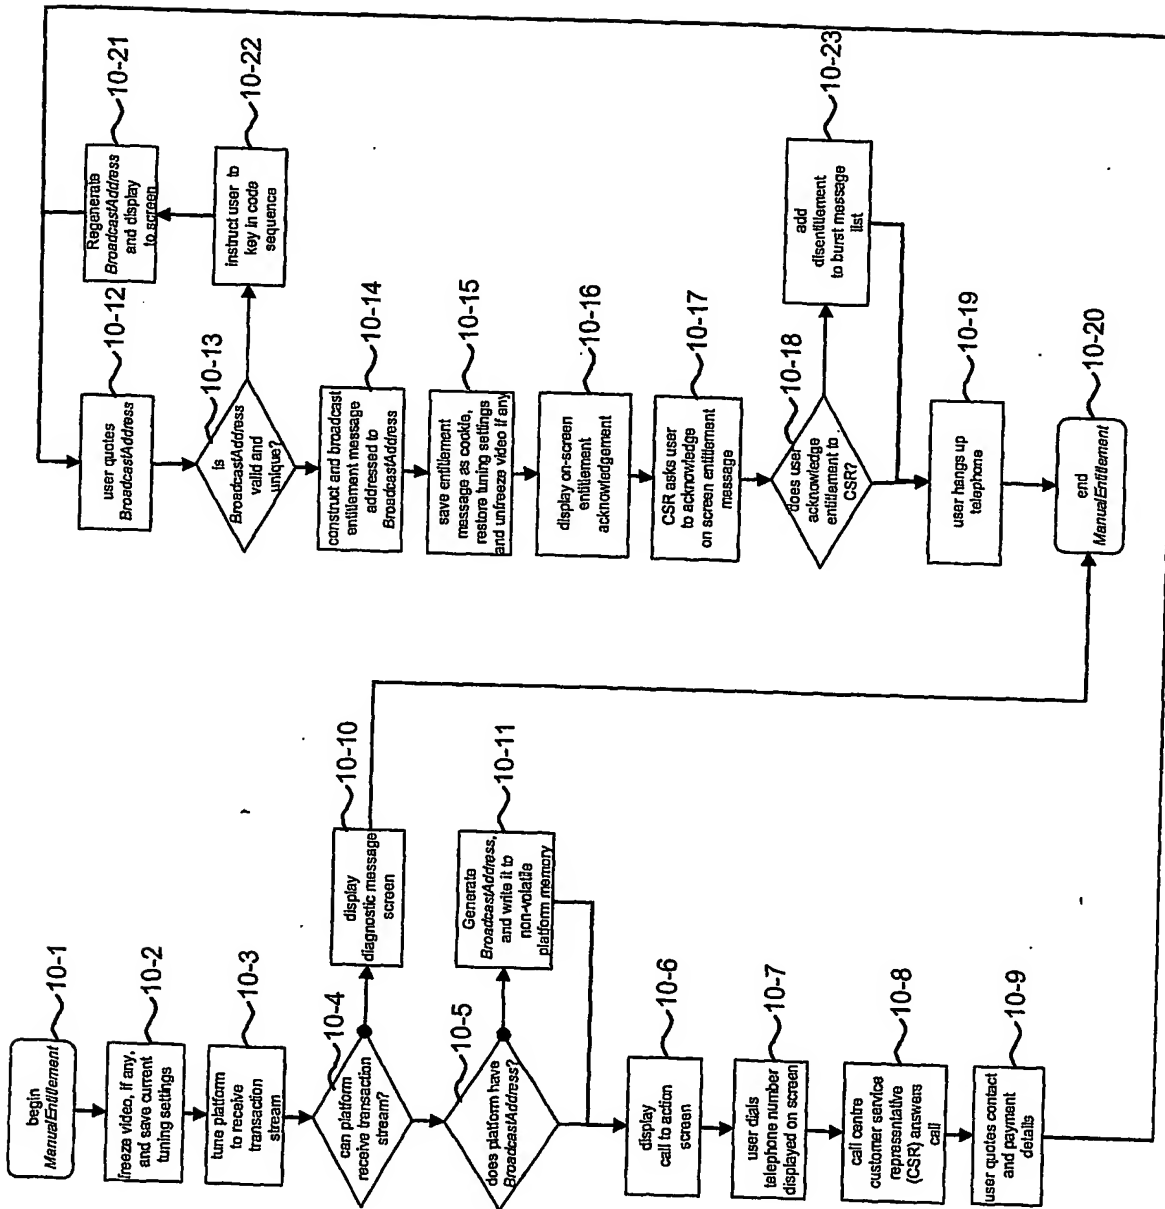 begin
ManualEntitlement
10-1
freeze video, if any,
and save current
tuning settings
10-2
tune platform
to receive
transaction
stream
10-3
can platform
receive transaction
stream?
10-4
display
diagnostic message
screen
10-10
does platform have
BroadcastAddress?
10-5
Generate
BroadcastAddress,
and write it to
non-volatile
platform memory
10-11
display
call to action
screen
10-6
user dials
telephone number
displayed on screen
10-7
call centre
customer service
representative
(CSR) answers
call
10-8
user quotes contact
and payment
details
10-9
user quotes
BroadcastAddress
10-12
Regenerate
BroadcastAddress
and display
to screen
10-21
is
BroadcastAddress
valid and
unique?
10-13
instruct user to
key in code
sequence
10-22
construct and broadcast
entitlement message
addressed to
BroadcastAddress
10-14
save entitlement
message as cookie,
restore tuning settings
and unfreeze video if any
10-15
display on-screen
entitlement
acknowledgement
10-16
CSR asks user
to acknowledge
on screen entitlement
message
10-17
does user
acknowledge
entitlement to
CSR?
10-18
add
disentitlement
to burst message
list
10-23
user hangs up
telephone
10-19
end
ManualEntitlement
10-20